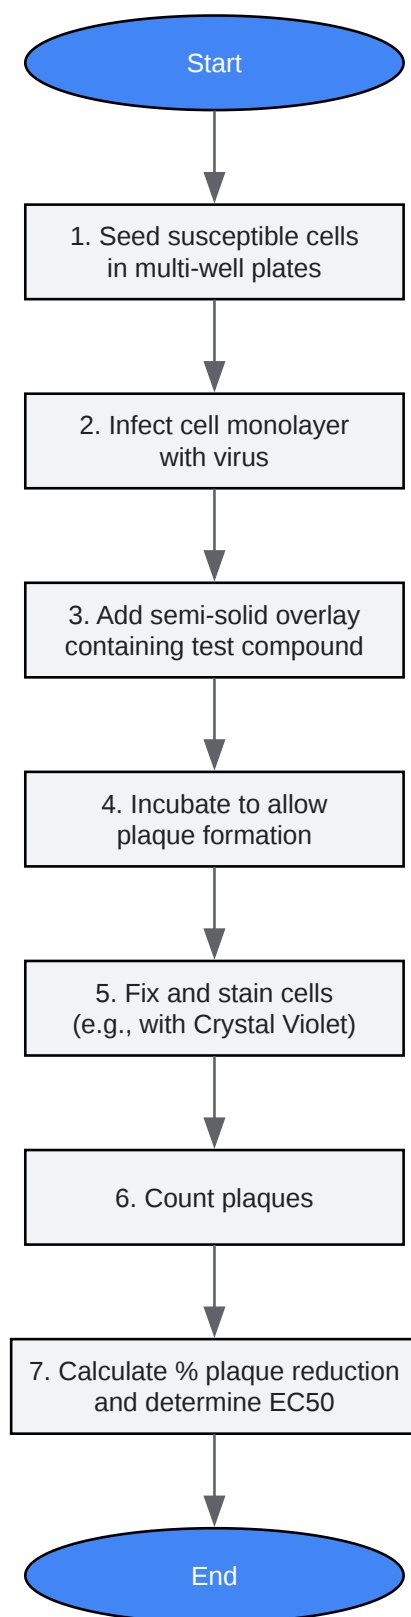 Start
1. Seed susceptible cells
in multi-well plates
2. Infect cell monolayer
with virus
3. Add semi-solid overlay
containing test compound
4. Incubate to allow
plaque formation
5. Fix and stain cells
(e.g., with Crystal Violet)
6. Count plaques
7. Calculate % plaque reduction
and determine EC50
End